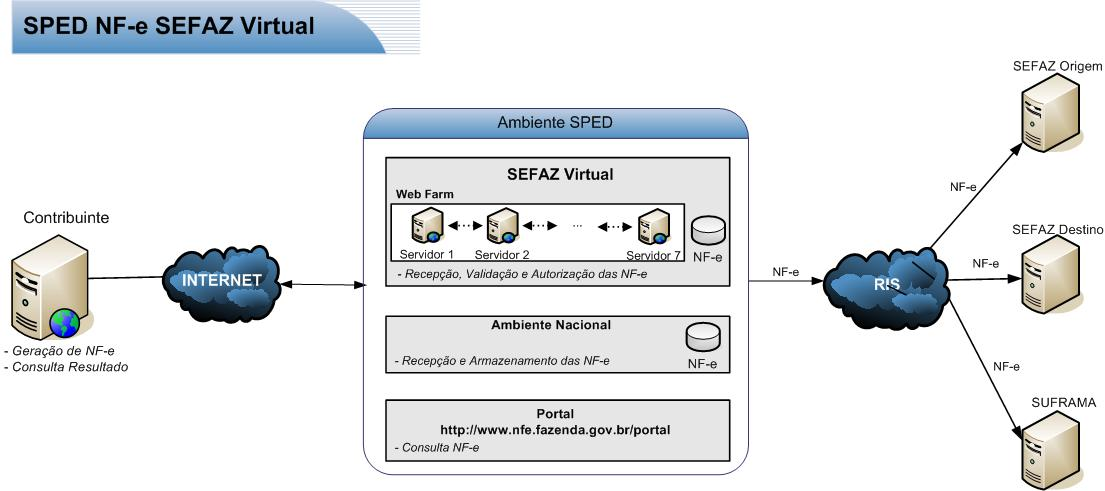 SPED NF-e SEFAZ Virtual
Contribuinte
- Geração de NF-e
- Consulta Resultado
INTERNET
Ambiente SPED
SEFAZ Virtual
Web Farm
...
Servidor 1
Servidor 2
Servidor 7
NF-e
- Recepção, Validação e Autorização das NF-e
Ambiente Nacional
- Recepção e Armazenamento das NF-e
NF-e
Portal
http://www.nfe.fazenda.gov.br/portal
- Consulta NF-e
NF-e
RIS
NF-e
SEFAZ Origem
NF-e
SEFAZ Destino
NF-e
SUFRAMA